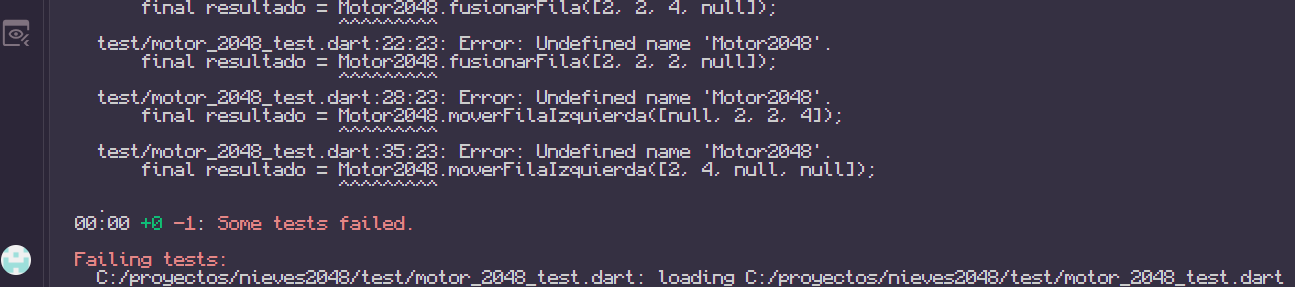 final resultado = Motor2048.fusionarFila([2, 2, 4, null]);
^^^^^^^^^
test/motor_2048_test.dart:22:23: Error: Undefined name 'Motor2048'.
final resultado = Motor2048.fusionarFila([2, 2, 2, null]);
^^^^^^^^^
test/motor_2048_test.dart:28:23: Error: Undefined name 'Motor2048'.
final resultado = Motor2048.moverFilaIzquierda([null, 2, 2, 4]);
^^^^^^^^^
test/motor_2048_test.dart:35:23: Error: Undefined name 'Motor2048'.
final resultado = Motor2048.moverFilaIzquierda([2, 4, null, null]);
^^^^^^^^^
.
00:00 +0 -1: Some tests failed.
Failing tests:
C:/proyectos/nieves2048/test/motor_2048_test.dart: loading C:/proyectos/nieves2048/test/motor_2048_test.dart